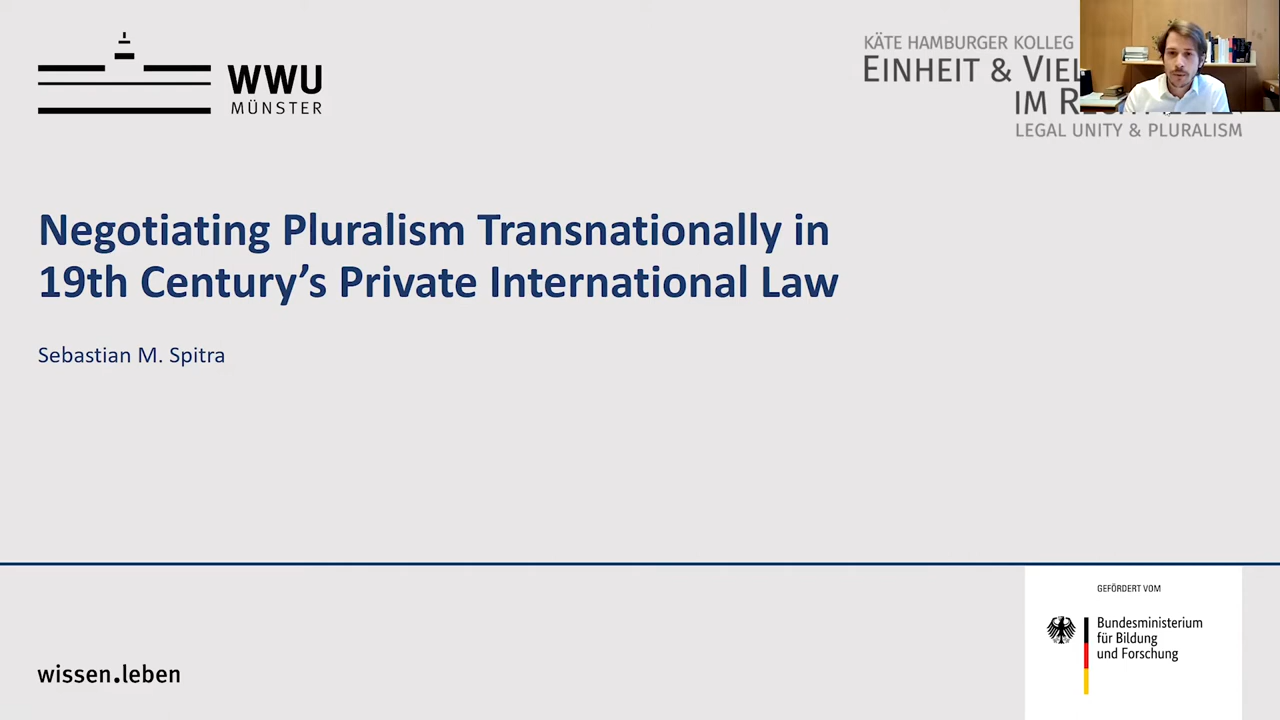 WWU
MÜNSTER
KÄTE HAMBURGER KOLLEG
EINHEIT &
IM
LEGAL UNITY & PLURALISM
Negotiating Pluralism Transnationally in
19th Century’s Private International Law
Sebastian M. Spitra
GEFÖRDERT VOM
Bundesministerium
für Bildung
und Forschung
wissen.leben